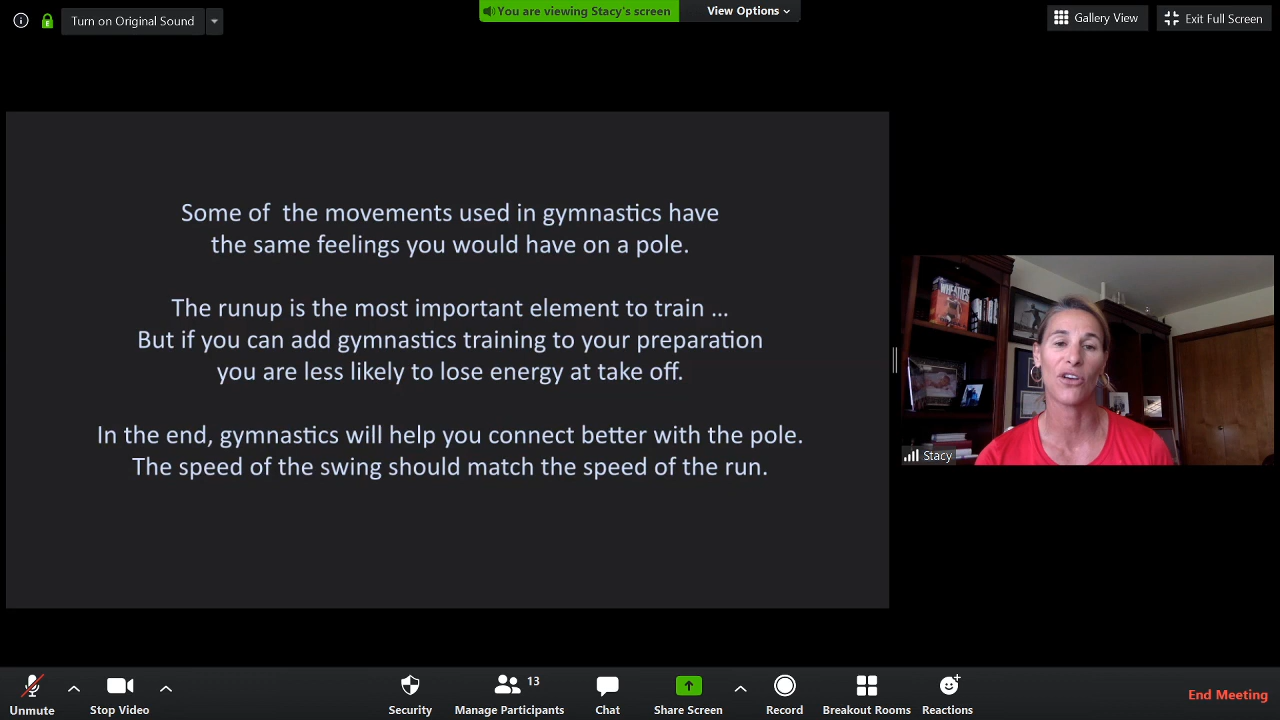 Turn on Original Sound
You are viewing Stacy's screen
View Options
Gallery View
Exit Full Screen
Some of  the movements used in gymnastics have
the same feelings you would have on a pole.
The runup is the most important element to train ...
But if you can add gymnastics training to your preparation
you are less likely to lose energy at take off.
In the end, gymnastics will help you connect better with the pole.
The speed of the swing should match the speed of the run.
WHEATIES
Stacy
Unmute
Stop Video
Security
13
Manage Participants
Chat
Share Screen
Record
Breakout Rooms
Reactions
End Meeting